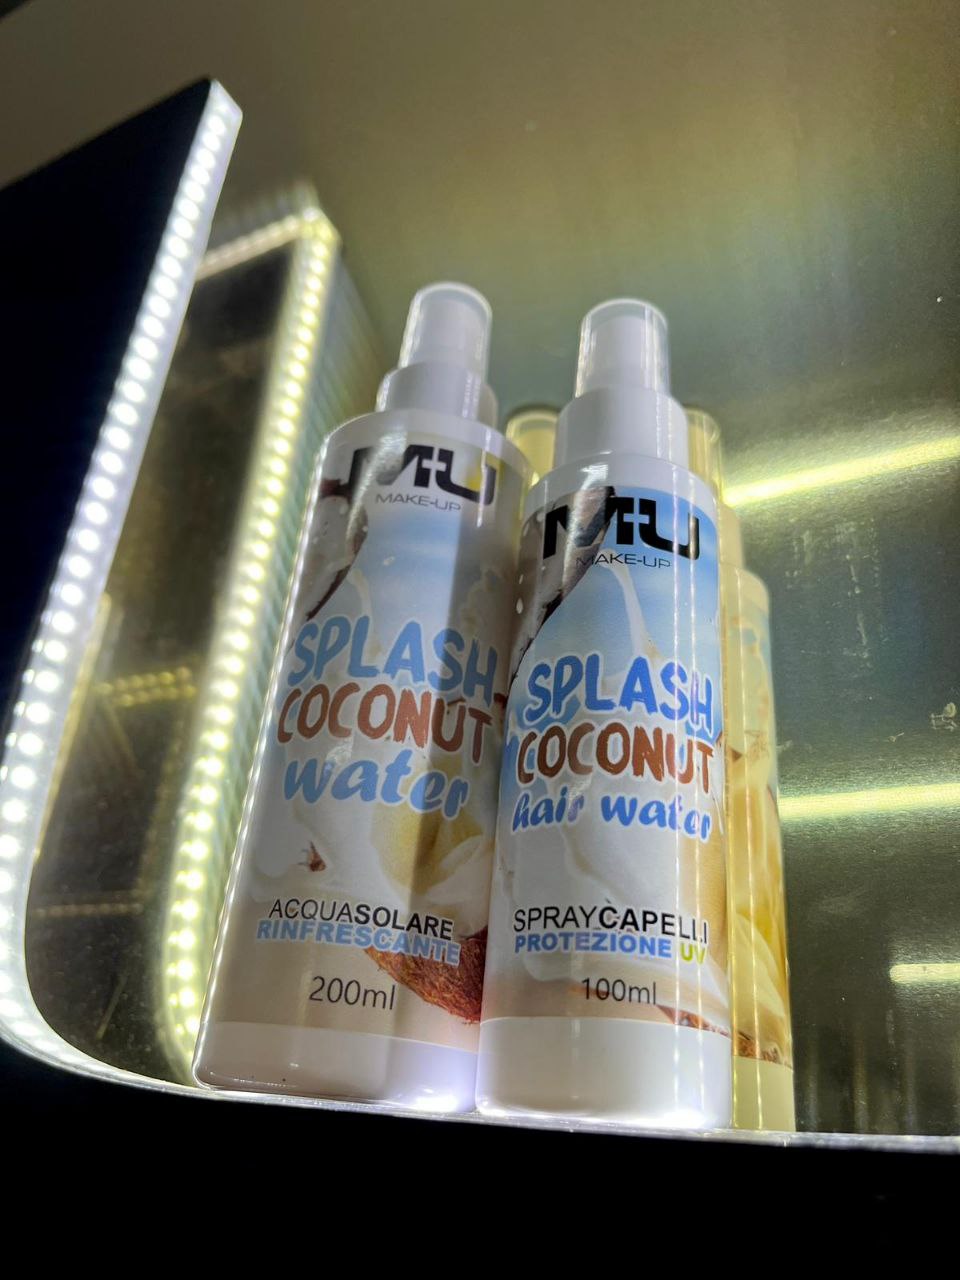 MU
MAKE-UP
SPLASH
COCONUT
water
ACQUASOLARE
RINFRESCANTE
200ml
MU
MAKE-UP
SPLASH
COCONUT
hair water
SPRAYCAPELLI
PROTEZIONE UV
100ml